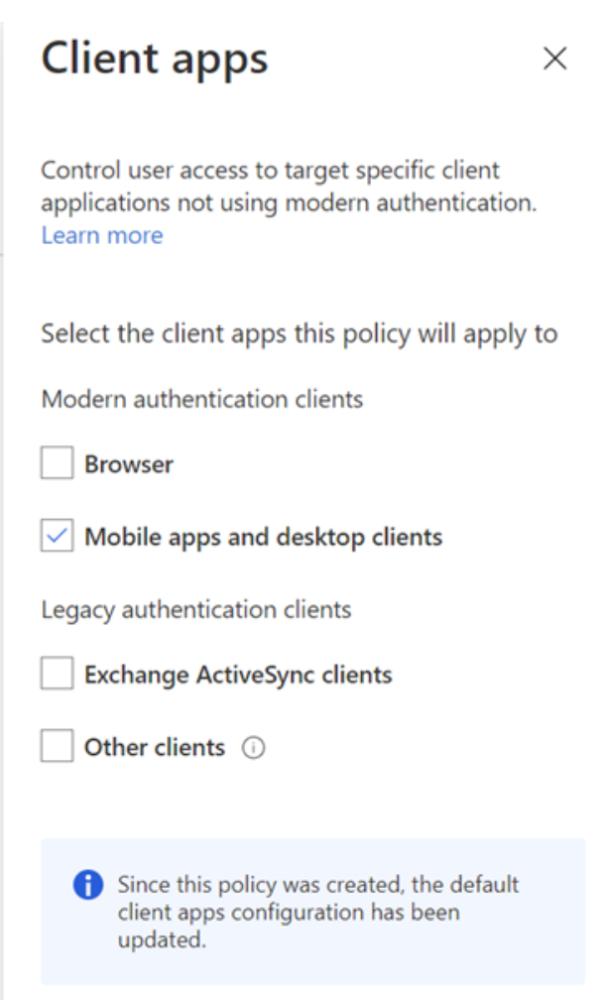 Client apps
Control user access to target specific client
applications not using modern authentication.
Learn more
Select the client apps this policy will apply to
Modern authentication clients
Browser
Mobile apps and desktop clients
Legacy authentication clients
Exchange ActiveSync clients
Other clients
Since this policy was created, the default
client apps configuration has been
updated.